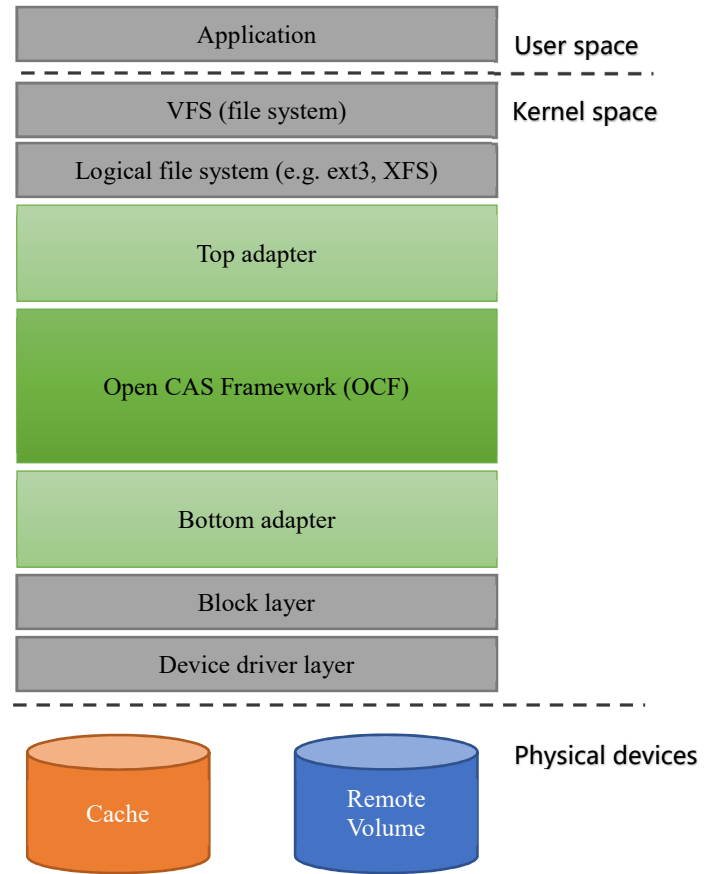 Application
User space
VFS (file system)
Kernel space
Logical file system (e.g. ext3, XFS)
Top adapter
Open CAS Framework (OCF)
Bottom adapter
Block layer
Device driver layer
Physical devices
Cache
Remote
Volume